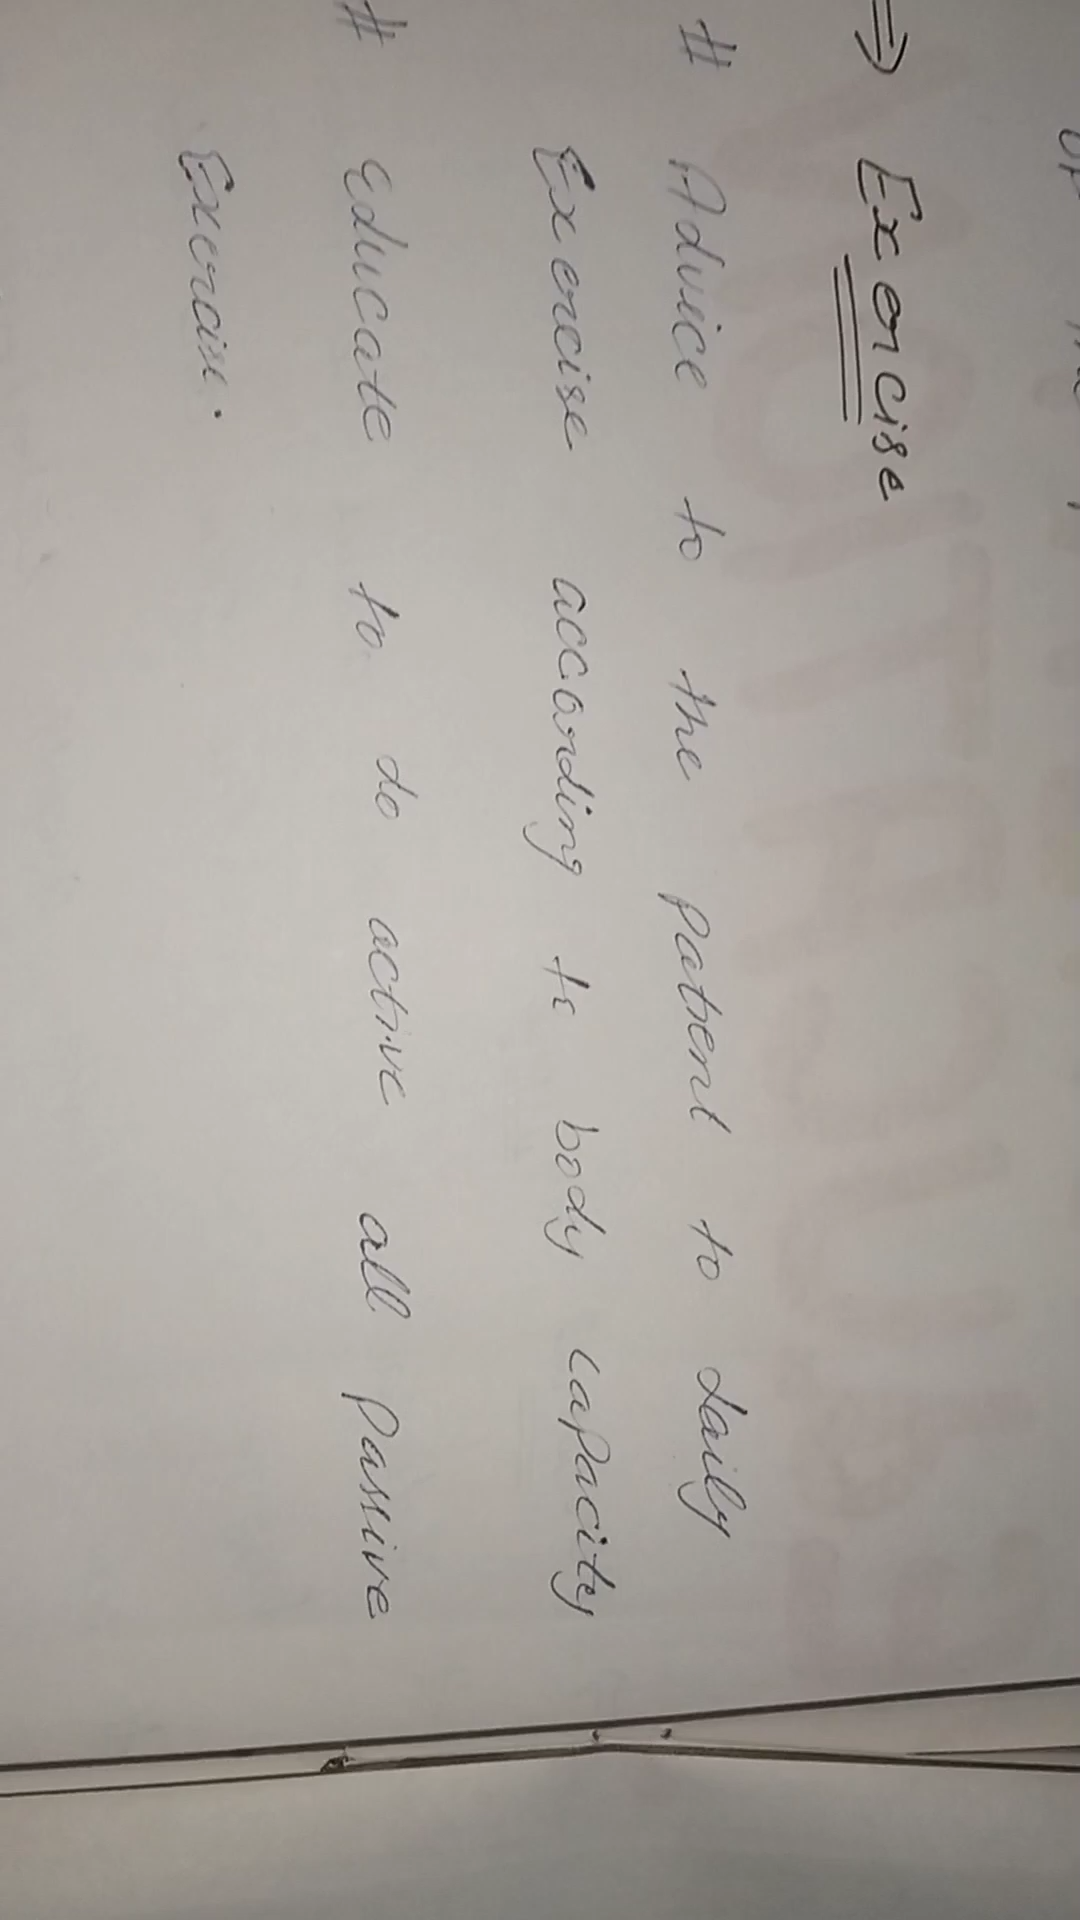 ⇒ Exercise
# Advice to the patient to daily
Exercise according to body capacity
# educate to do active all passive
Exercise.